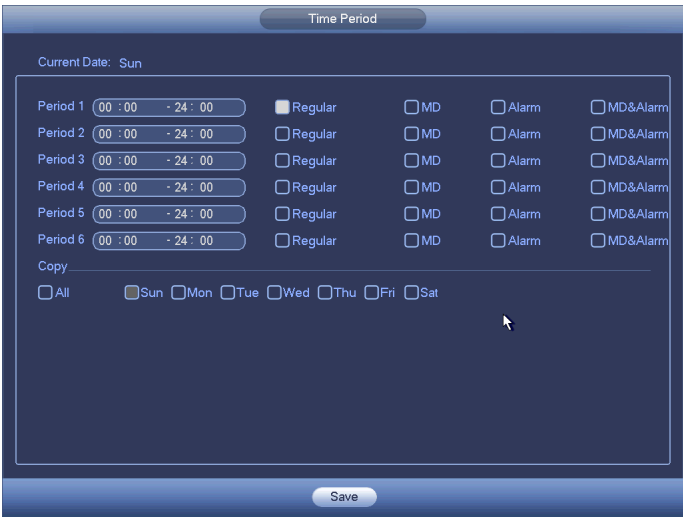 Time Period
Current Date: Sun
Period 1 00 :00 - 24 : 00 Regular MD Alarm MD&Alarm
Period 2 00 :00 - 24 : 00 Regular MD Alarm MD&Alarm
Period 3 00 :00 - 24 : 00 Regular MD Alarm MD&Alarm
Period 4 00 :00 - 24 : 00 Regular MD Alarm MD&Alarm
Period 5 00 :00 - 24 : 00 Regular MD Alarm MD&Alarm
Period 6 00 :00 - 24 : 00 Regular MD Alarm MD&Alarm
Copy
All Sun Mon Tue Wed Thu Fri Sat
Save